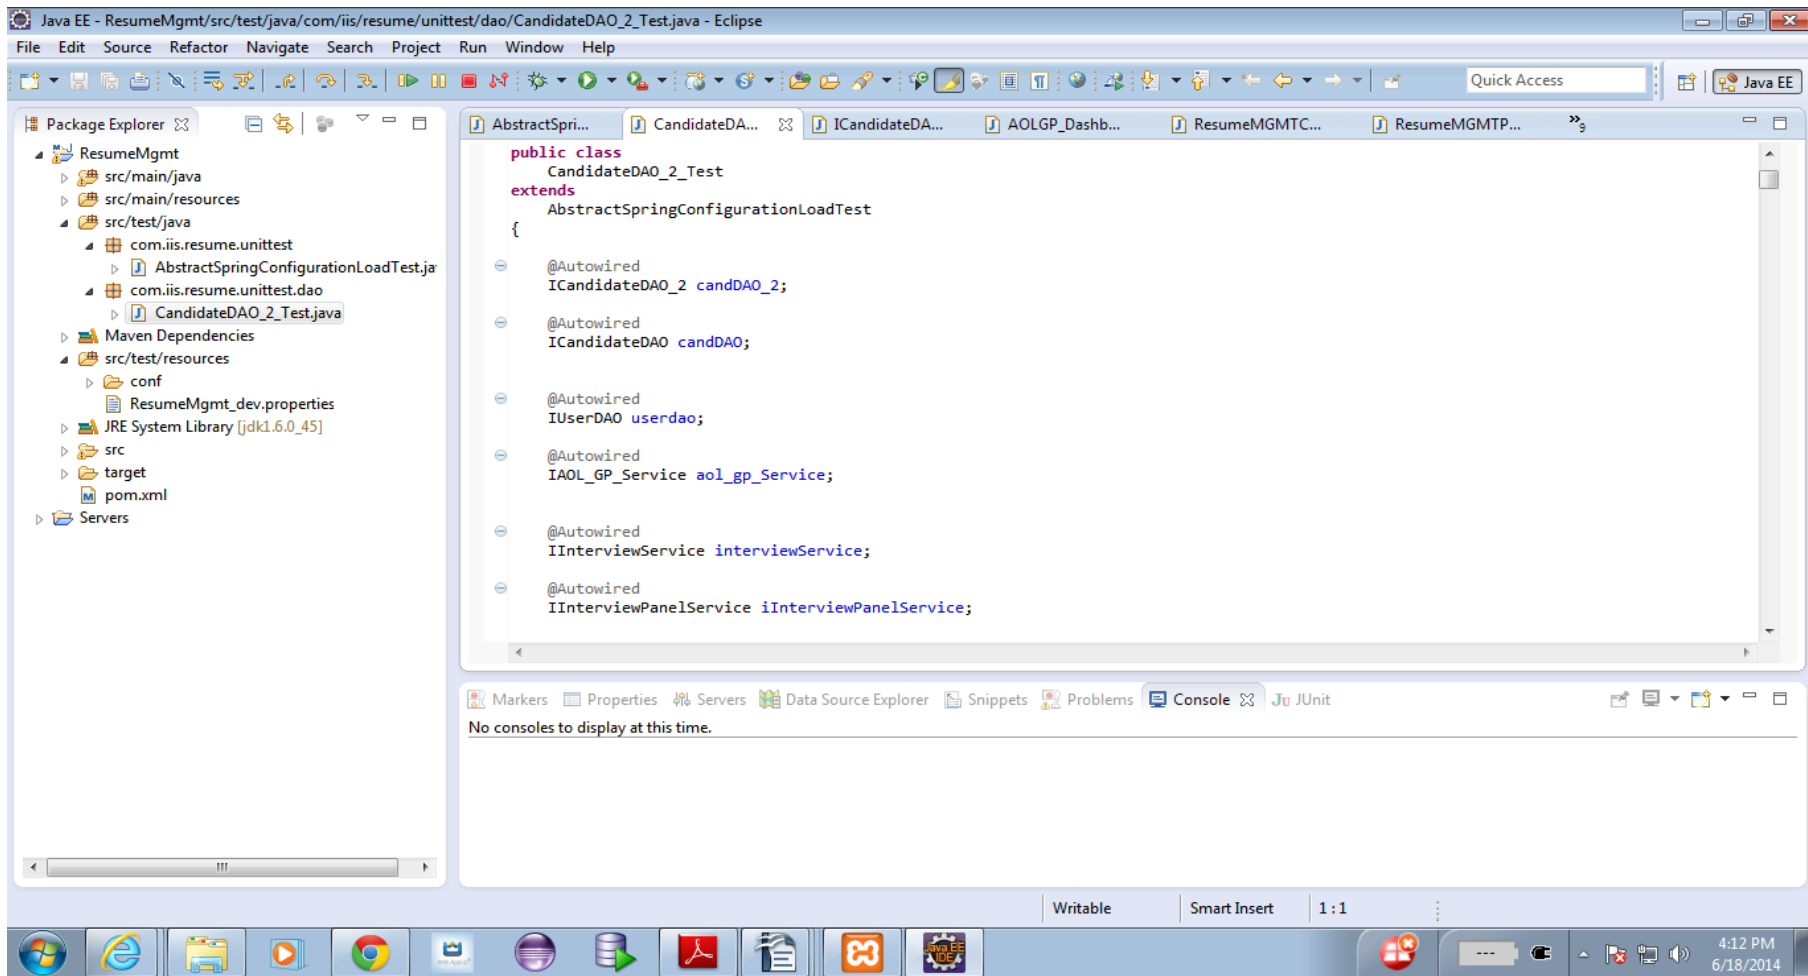 Java EE - ResumeMgmt/src/test/java/com/iis/resume/unittest/dao/CandidateDAO_2_Test.java - Eclipse
File Edit Source Refactor Navigate Search Project Run Window Help
Quick Access
Java EE
Package Explorer
ResumeMgmt
src/main/java
src/main/resources
src/test/java
com.iis.resume.unittest
AbstractSpringConfigurationLoadTest.ja
com.iis.resume.unittest.dao
CandidateDAO_2_Test.java
Maven Dependencies
src/test/resources
conf
ResumeMgmt_dev.properties
JRE System Library [jdk1.6.0_45]
src
target
pom.xml
Servers
AbstractSpri... CandidateDA... ICandidateDA... AOLGP_Dashb... ResumeMGMTC... ResumeMGMTP... »9
public class
CandidateDAO_2_Test
extends
AbstractSpringConfigurationLoadTest
{
@Autowired
ICandidateDAO_2 candDAO_2;
@Autowired
ICandidateDAO candDAO;
@Autowired
IUserDAO userdao;
@Autowired
IAOL_GP_Service aol_gp_Service;
@Autowired
IInterviewService interviewService;
@Autowired
IInterviewPanelService iInterviewPanelService;
Markers Properties Servers Data Source Explorer Snippets Problems Console JUnit
No consoles to display at this time.
Writable Smart Insert 1 : 1
Java EE
IDE
4:12 PM
6/18/2014